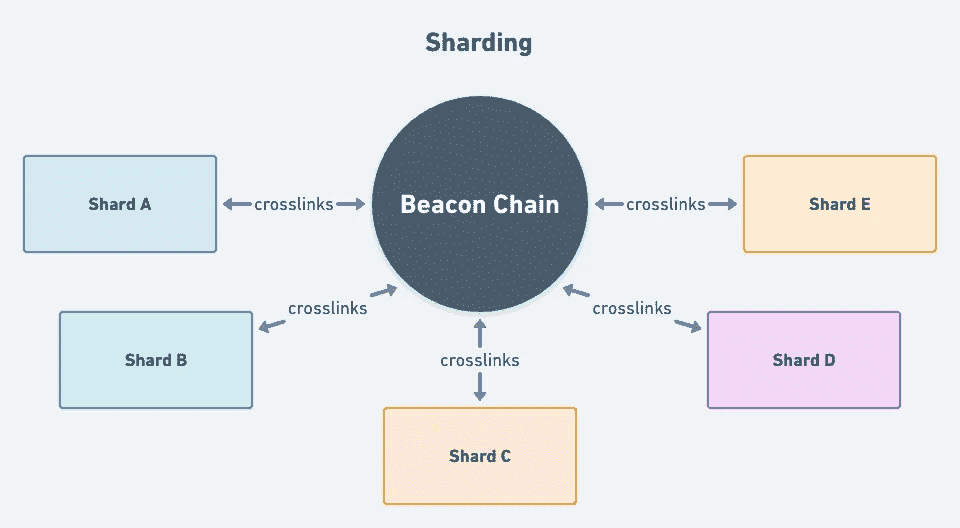 Sharding
Shard A
crosslinks
Beacon Chain
crosslinks
Shard E
crosslinks
crosslinks
Shard B
crosslinks
Shard D
Shard C